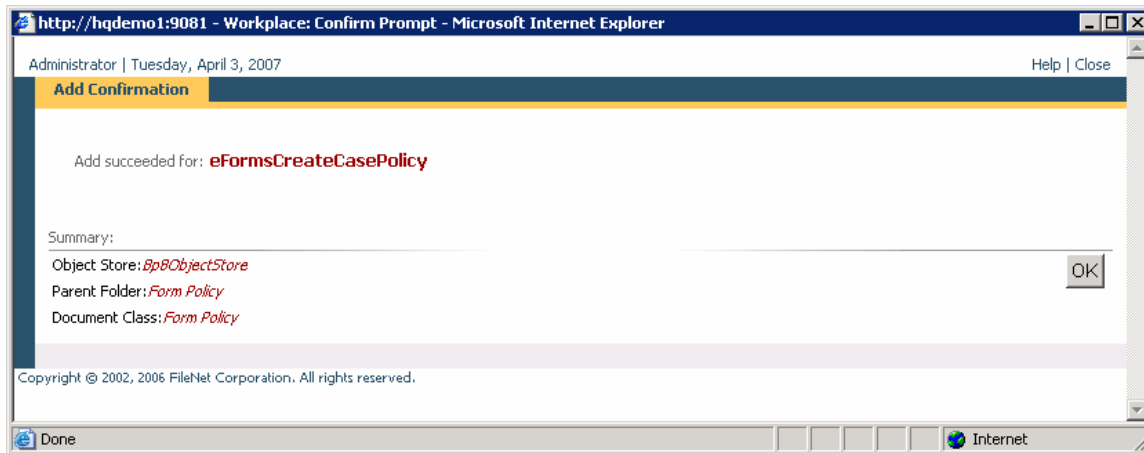 http://hqdemo1:9081 - Workplace: Confirm Prompt - Microsoft Internet Explorer
Administrator | Tuesday, April 3, 2007 Help | Close
Add Confirmation
Add succeeded for: eFormsCreateCasePolicy
Summary:
Object Store: BpBObjectStore
OK
Parent Folder: Form Policy
Document Class: Form Policy
Copyright © 2002, 2006 FileNet Corporation. All rights reserved.
Done Internet